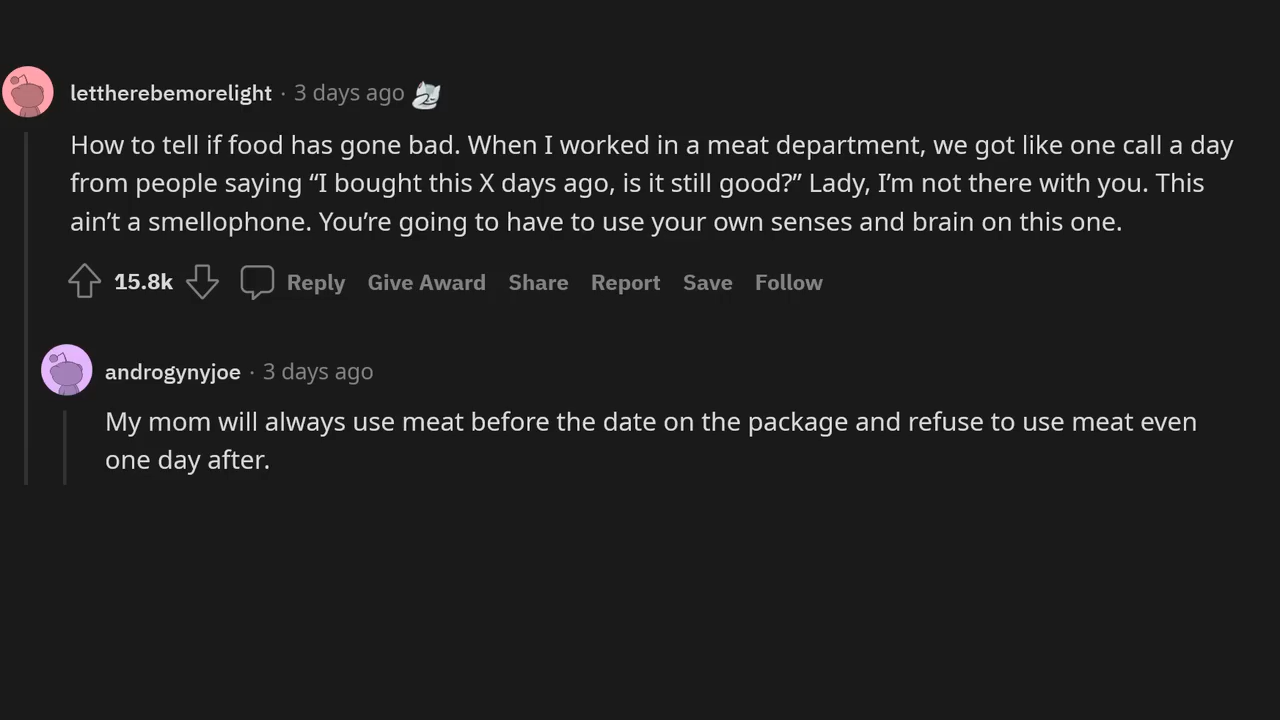 lettherebemorelight · 3 days ago
How to tell if food has gone bad. When I worked in a meat department, we got like one call a day
from people saying “I bought this X days ago, is it still good?” Lady, I’m not there with you. This
ain’t a smellophone. You’re going to have to use your own senses and brain on this one.
15.8k Reply Give Award Share Report Save Follow
androgynyjoe · 3 days ago
My mom will always use meat before the date on the package and refuse to use meat even
one day after.